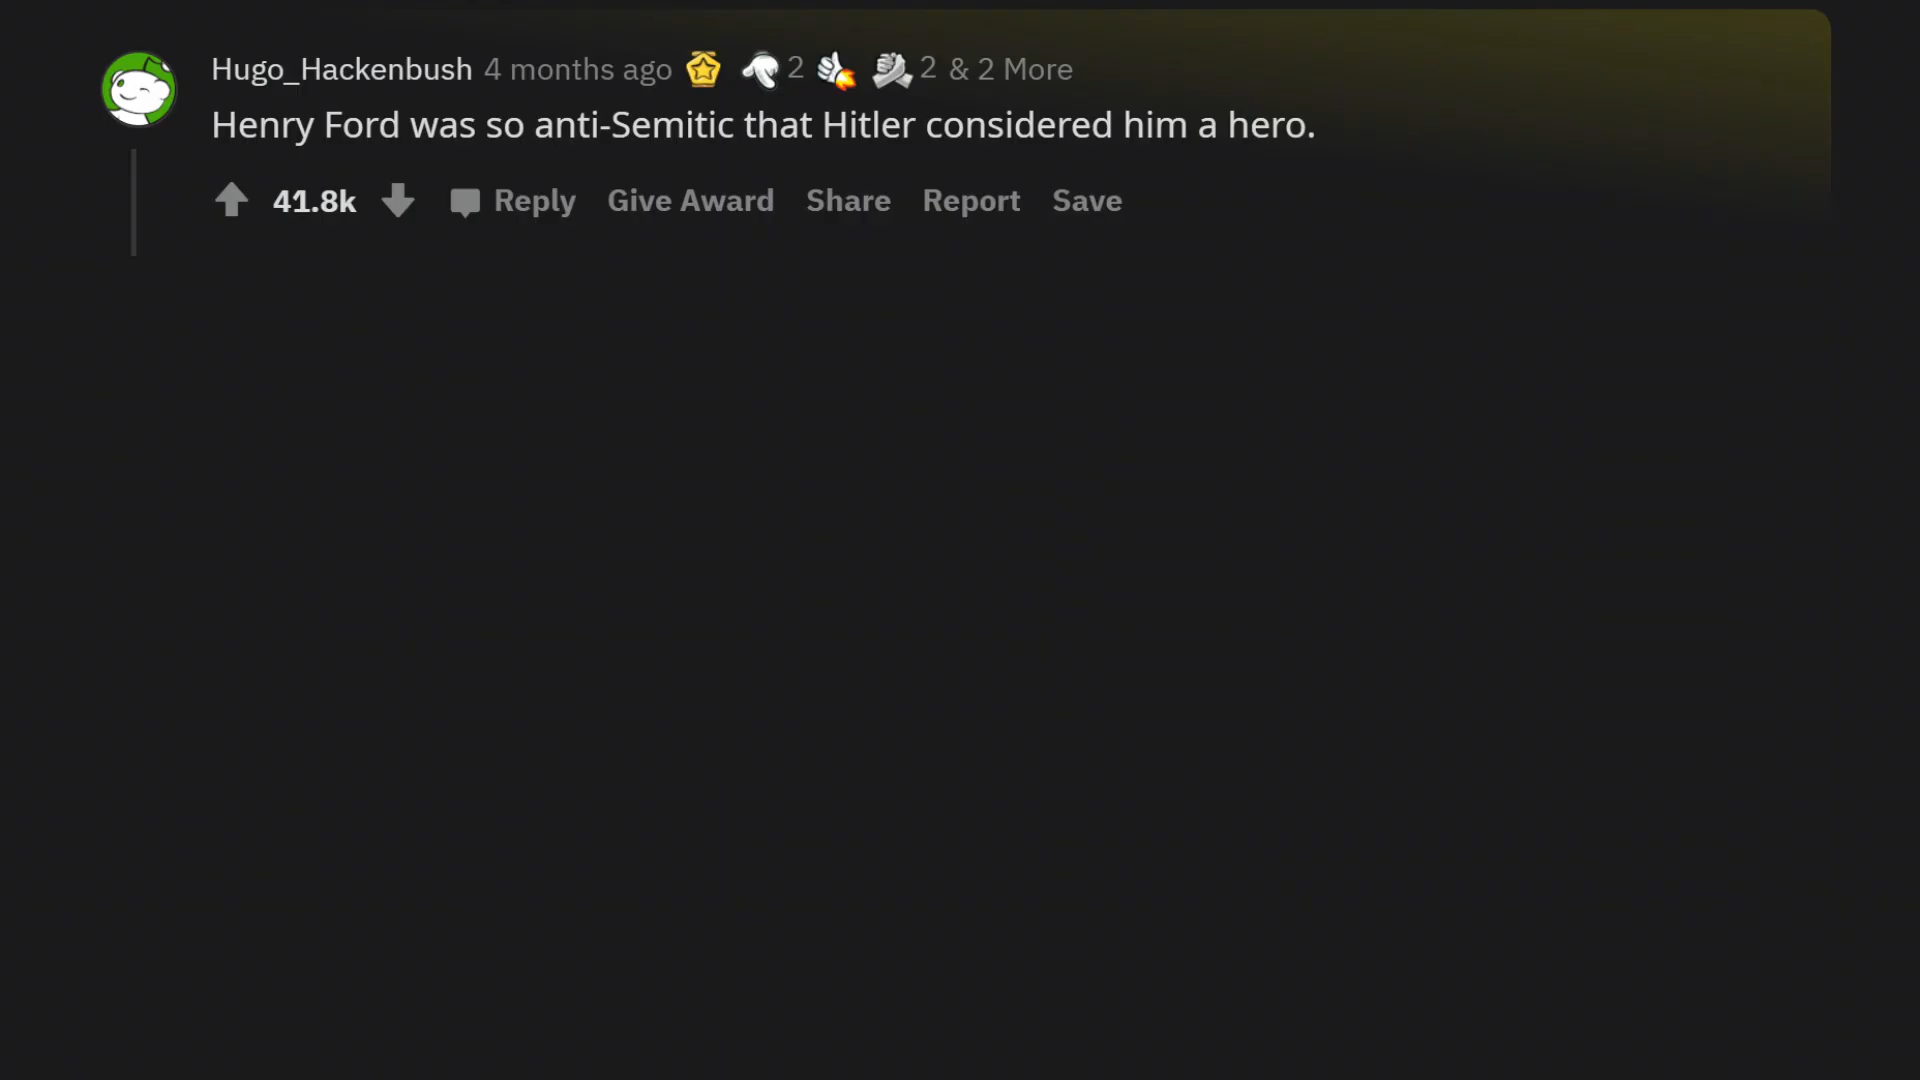 Hugo_Hackenbush 4 months ago 2 2 & 2 More
Henry Ford was so anti-Semitic that Hitler considered him a hero.
41.8k Reply Give Award Share Report Save